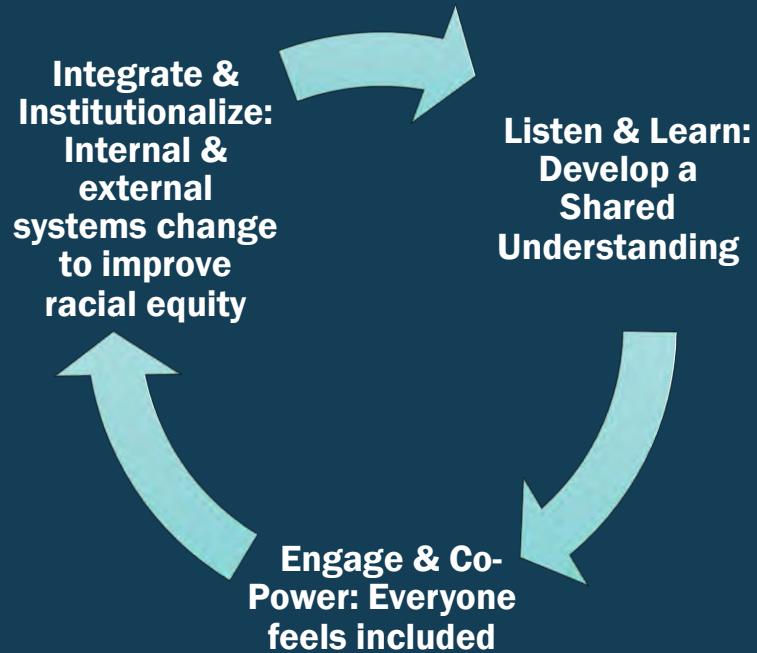 Integrate &
Institutionalize:
Internal &
external
systems change
to improve
racial equity
Listen & Learn:
Develop a
Shared
Understanding
Engage & Co-
Power: Everyone
feels included